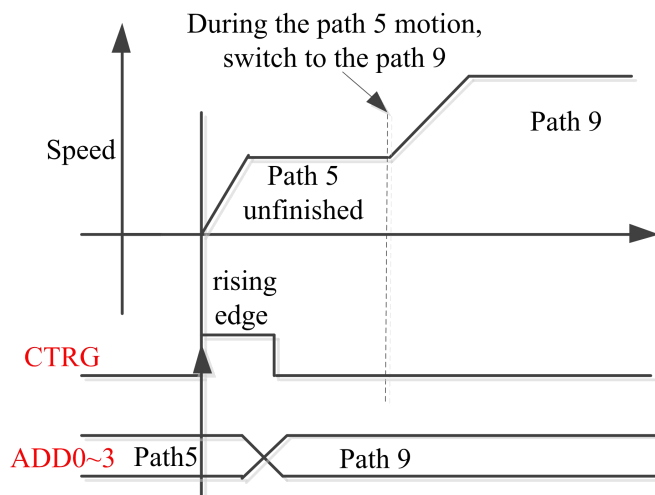 During the path 5 motion,
switch to the path 9
Speed
Path 9
Path 5
unfinished
rising
edge
CTRG
ADD0~3
Path5
Path 9